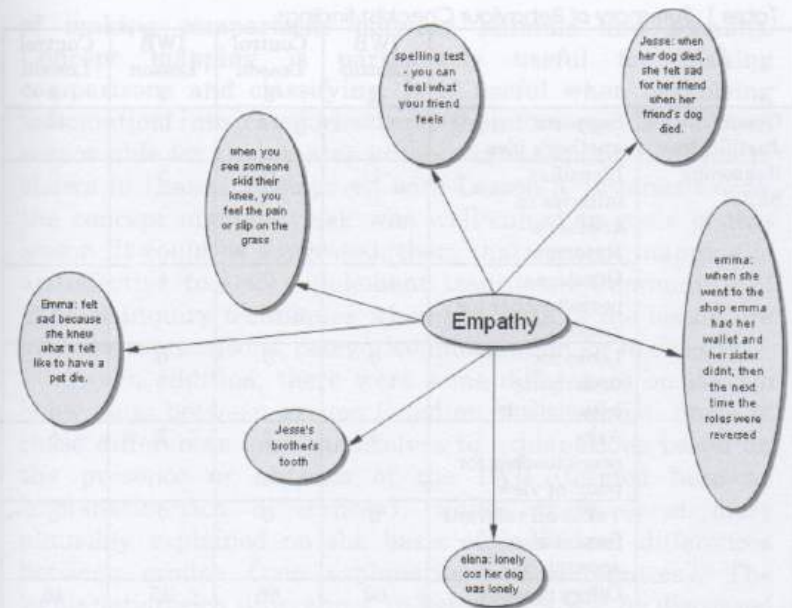 spelling test
- you can
feel what
your friend
feels
Jesse: when
her dog died,
she felt sad
for her friend
when her
friend's dog
died.
when you
see someone
skid their
knee, you
feel the pain
or slip on the
grass
Emma: felt
sad because
she knew
what it felt
like to have a
pet die.
Empathy
emma:
when she
went to the
shop emma
had her
wallet and
her sister
didnt, then
the next
time the
roles were
reversed
Jesse's
brothers
tooth
elena: lonely
cos her dog
was lonely